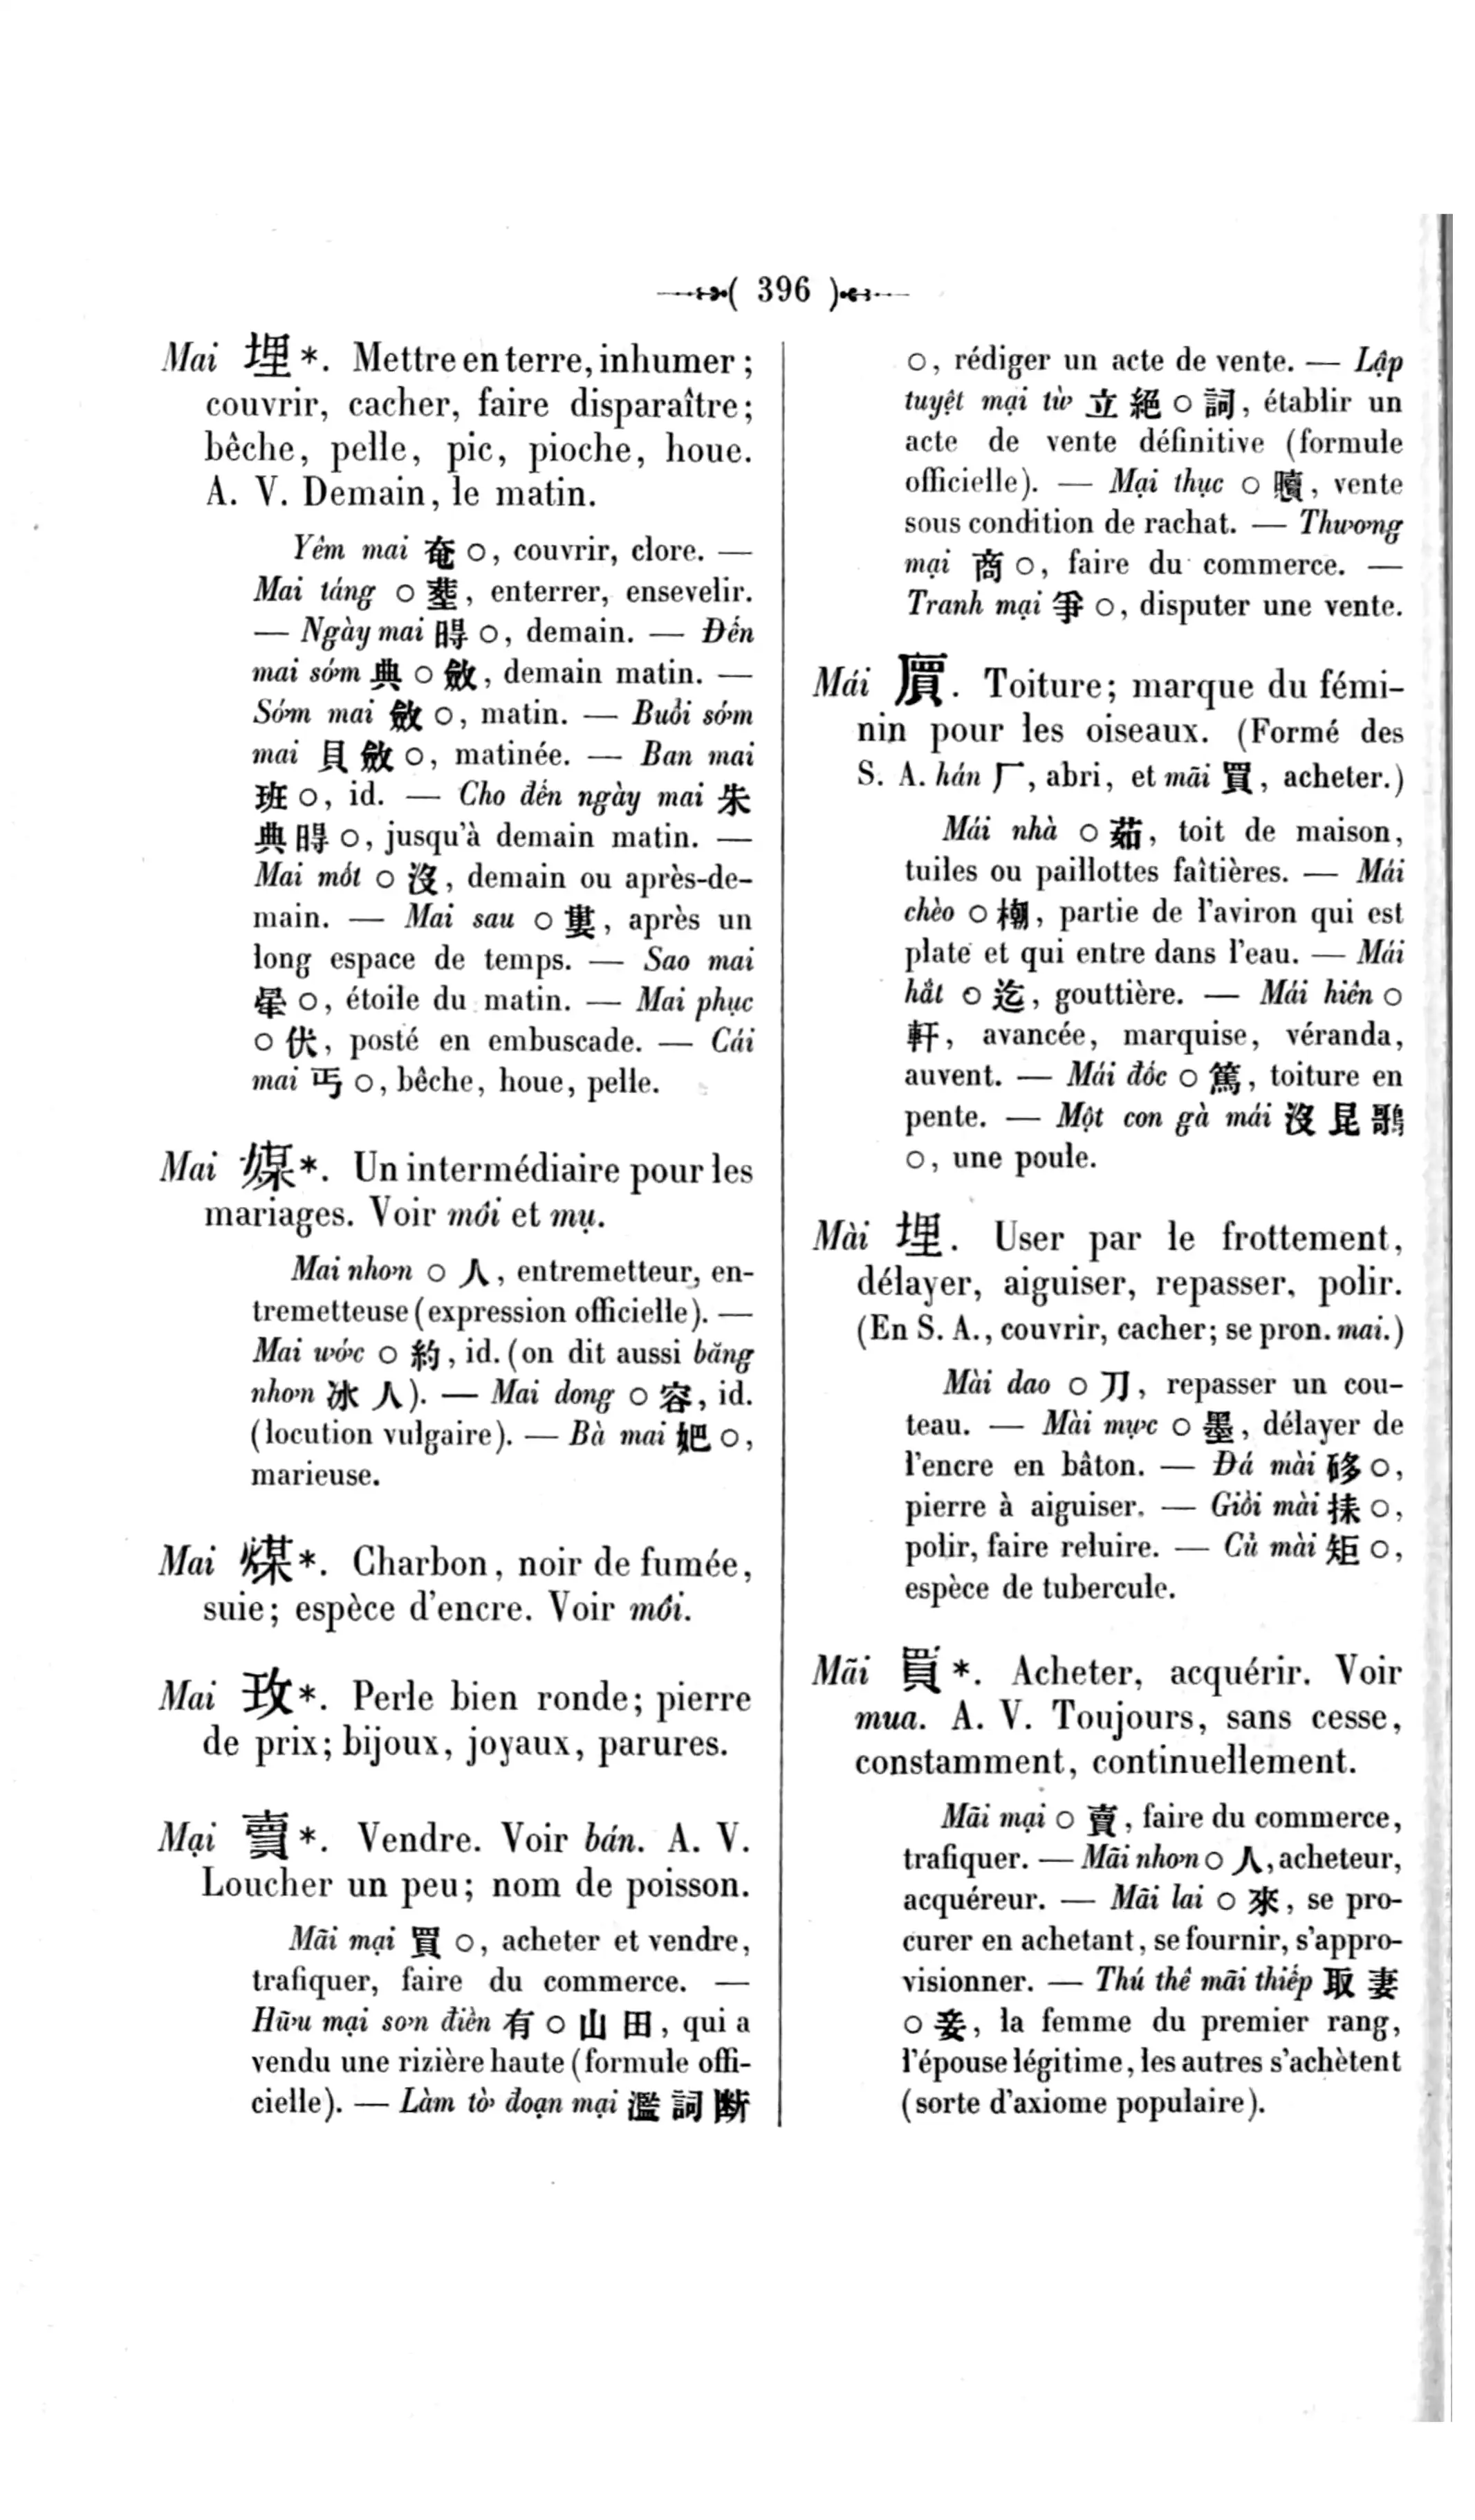 ( 396 )
Mai 埋 *. Mettre en terre, inhumer;
couvrir, cacher, faire disparaître;
bêche, pelle, pic, pioche, houe.
A. V. Demain, le matin.
Yêm mai 奄 ○, couvrir, clore. —
Mai táng ○ 塟, enterrer, ensevelir.
— Ngày mai ○, demain. — Đến
mai sớm 典 ○ 斂, demain matin. —
Sớm mai 斂 ○, matin. — Buổi sớm
mai 貝 斂 ○, matinée. — Ban mai
班 ○, id. — Cho đến ngày mai 朱
典 ○, jusqu'à demain matin. —
Mai mốt ○ 沒, demain ou après-de-
main. — Mai sau ○, après un
long espace de temps. — Sao mai
○, étoile du matin. — Mai phục
○ 伏, posté en embuscade. — Cái
mai 丐 ○, bêche, houe, pelle.
Mai 媒 *. Un intermédiaire pour les
mariages. Voir môi et mụ.
Mai nhơn ○ 人, entremetteur, en-
tremetteuse (expression officielle). —
Mai ước ○ 約, id. (on dit aussi băng
nhơn 冰 人). — Mai dong ○ 容, id.
(locution vulgaire). — Bà mai 妑 ○,
marieuse.
Mai 煤 *. Charbon, noir de fumée,
suie; espèce d'encre. Voir môi.
Mai 玫 *. Perle bien ronde; pierre
de prix; bijoux, joyaux, parures.
Mại 賣 *. Vendre. Voir bán. A. V.
Loucher un peu; nom de poisson.
Mãi mại 買 ○, acheter et vendre,
trafiquer, faire du commerce. —
Hữu mại sơn điền 有 ○ 山 田, qui a
vendu une rizière haute (formule offi-
cielle). — Làm tờ đoạn mại 濫 詞 斷
○, rédiger un acte de vente. — Lập
tuyệt mại từ 立 絕 ○ 詞, établir un
acte de vente définitive (formule
officielle). — Mại thục ○ 贖, vente
sous condition de rachat. — Thương
mại 商 ○, faire du commerce. —
Tranh mại 爭 ○, disputer une vente.
Mái. Toiture; marque du fémi-
nin pour les oiseaux. (Formé des
S. A. hán 厂, abri, et mãi 買, acheter.)
Mái nhà ○ 茹, toit de maison,
tuiles ou paillottes faîtières. — Mái
chèo ○, partie de l'aviron qui est
plate et qui entre dans l'eau. — Mái
hắt ○ 迄, gouttière. — Mái hiên ○
軒, avancée, marquise, véranda,
auvent. — Mái đốc ○ 篤, toiture en
pente. — Một con gà mái 沒 昆 鵶
○, une poule.
Mài 埋. User par le frottement,
délayer, aiguiser, repasser, polir.
(En S. A., couvrir, cacher; se pron. mai.)
Mài dao ○ 刀, repasser un cou-
teau. — Mài mực ○ 墨, délayer de
l'encre en bâton. — Đá mài ○,
pierre à aiguiser. — Giồi mài ○,
polir, faire reluire. — Củ mài 矩 ○,
espèce de tubercule.
Mãi 買 *. Acheter, acquérir. Voir
mua. A. V. Toujours, sans cesse,
constamment, continuellement.
Mãi mại ○ 賣, faire du commerce,
trafiquer. — Mãi nhơn ○ 人, acheteur,
acquéreur. — Mãi lai ○ 來, se pro-
curer en achetant, se fournir, s'appro-
visionner. — Thú thê mãi thiếp 取 妻
○ 妾, la femme du premier rang,
l'épouse légitime, les autres s'achètent
(sorte d'axiome populaire).